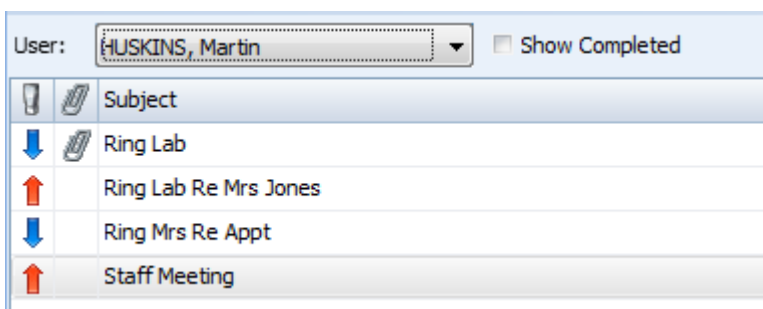 User: HUSKINS, Martin Show Completed
Subject
Ring Lab
Ring Lab Re Mrs Jones
Ring Mrs Re Appt
Staff Meeting